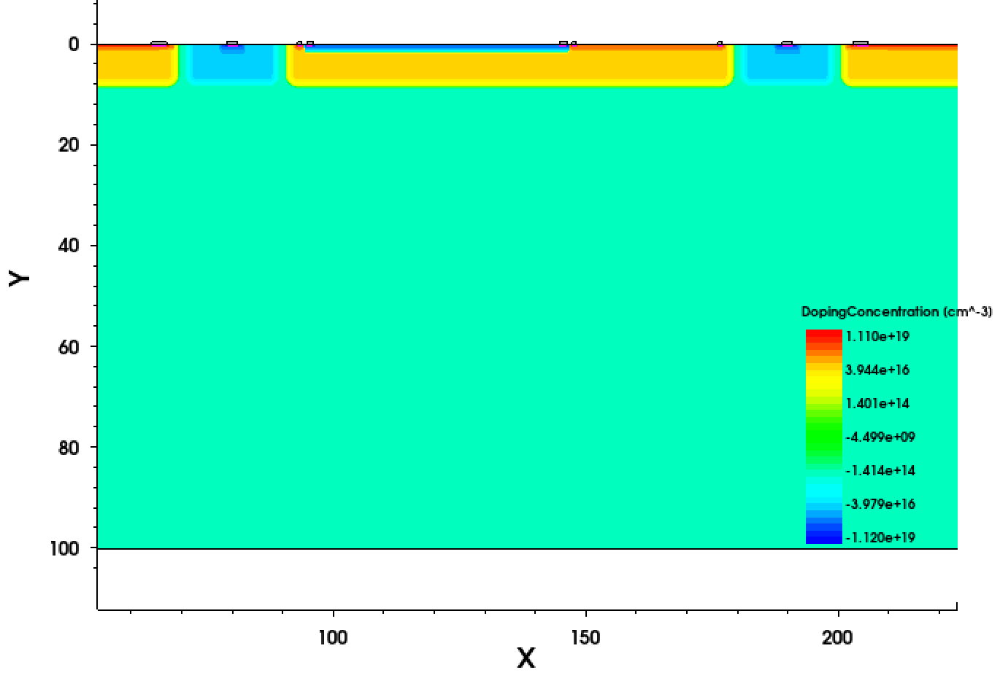 0
20
40
60
80
100
Y
DopingConcentration (cm^-3)
1.110e+19
3.944e+16
1.401e+14
-4.499e+09
-1.414e+14
-3.979e+16
-1.120e+19
100 150 200
X